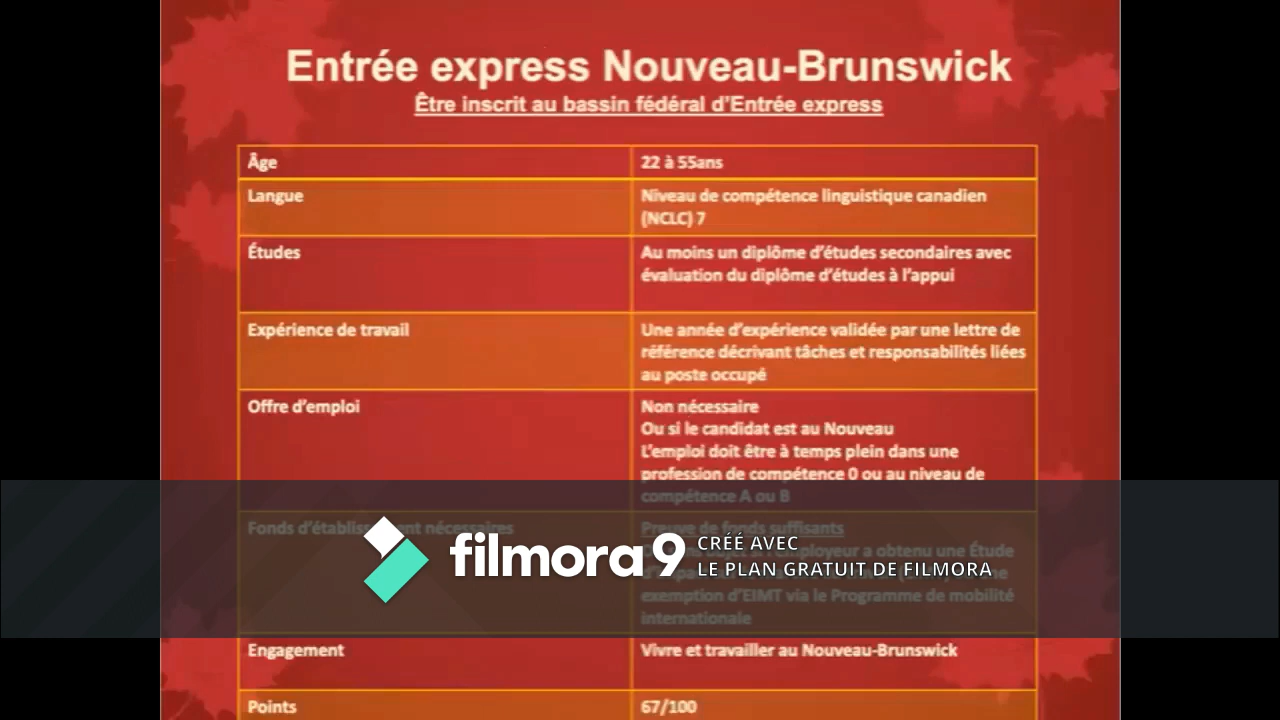 Entrée express Nouveau-Brunswick
Être inscrit au bassin fédéral d'Entrée express
Âge
22 à 55ans
Langue
Niveau de compétence linguistique canadien
(NCLC) 7
Études
Au moins un diplôme d'études secondaires avec
évaluation du diplôme d'études à l'appui
Expérience de travail
Une année d'expérience validée par une lettre de
référence décrivant tâches et responsabilités liées
au poste occupé
Offre d'emploi
Non nécessaire
Ou si le candidat est au Nouveau
L'emploi doit être à temps plein dans une
profession de compétence 0 ou au niveau de
compétence A ou B
Fonds nécessaires
Preuve de fonds suffisants
a obtenu une Étude
exemption d'EIMT via le Programme de mobilité
internationale
filmora9
CRÉÉ AVEC
LE PLAN GRATUIT DE FILMORA
Engagement
Vivre et travailler au Nouveau-Brunswick
Points
67/100